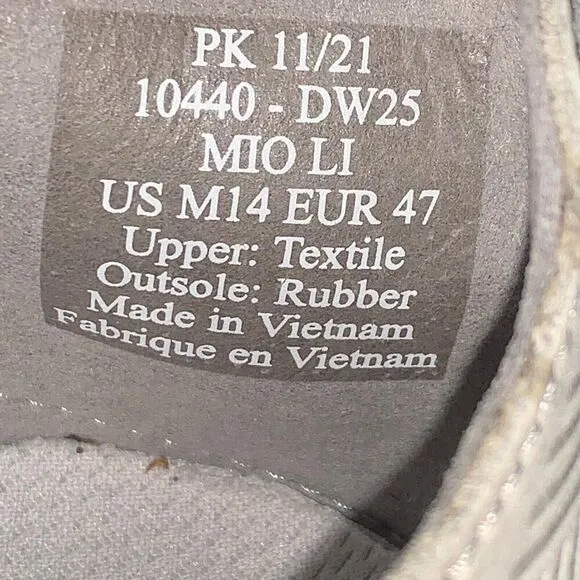 PK 11/21
10440 - DW25
MIO LI
US M14 EUR 47
Upper: Textile
Outsole: Rubber
Made in Vietnam
Fabrique en Vietnam